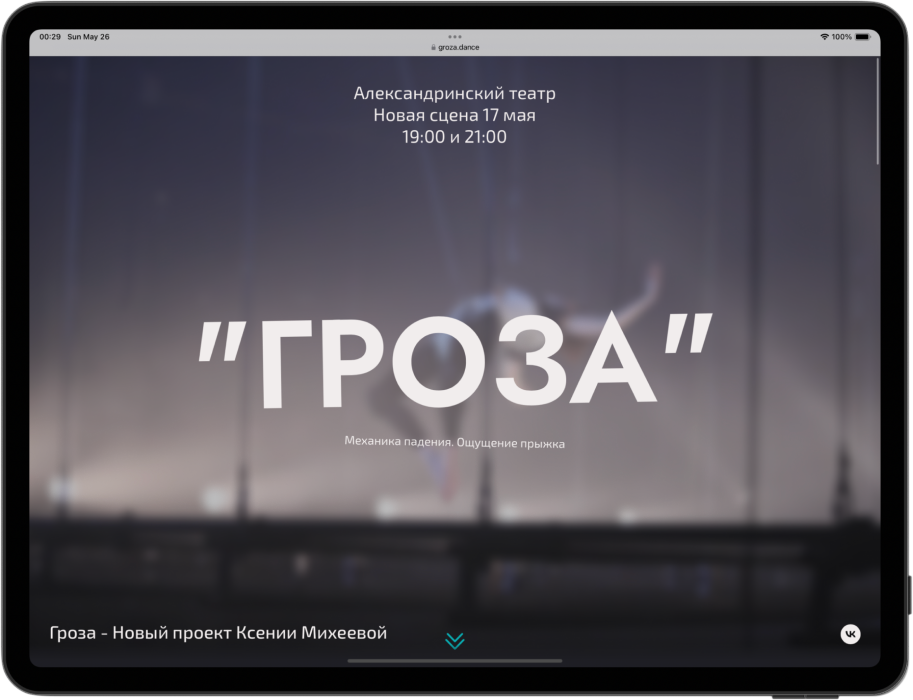 00:29 Sun May 26
groza.dance
100%
Александринский театр
Новая сцена 17 мая
19:00 и 21:00
"ГРОЗА"
Механика падения. Ощущение прыжка
Гроза - Новый проект Ксении Михеевой